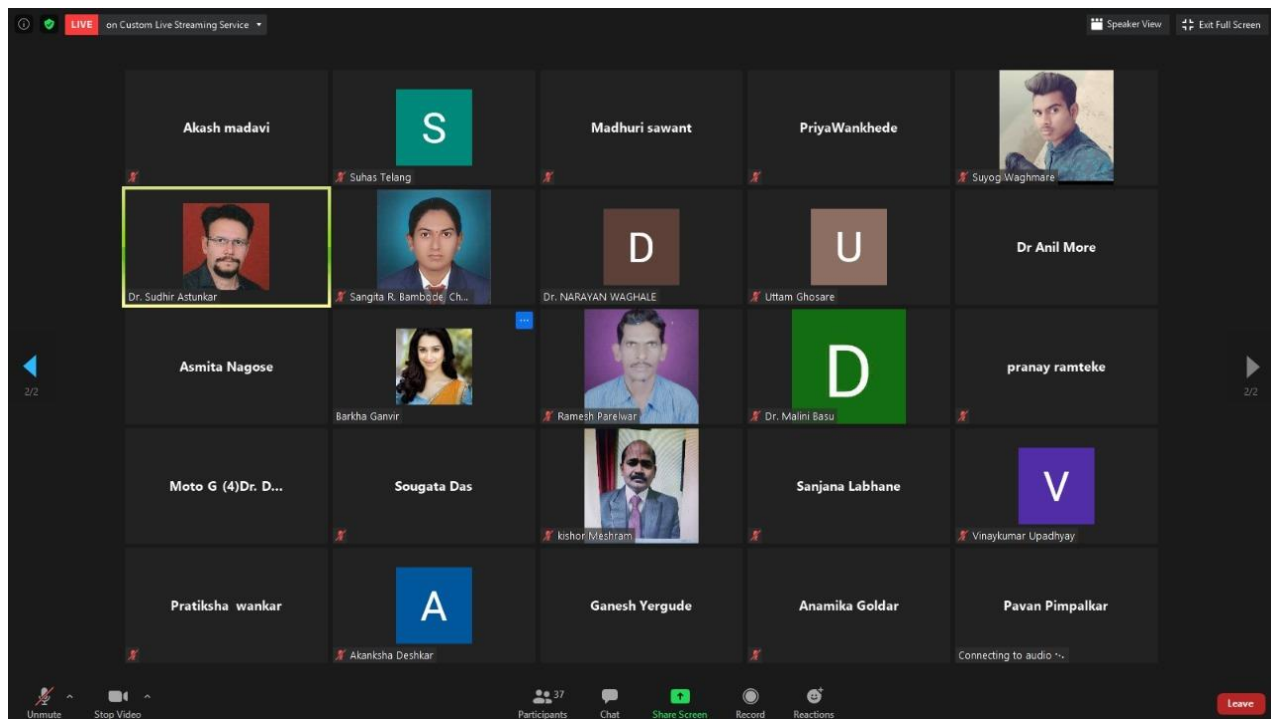 LIVE on Custom Live Streaming Service
Speaker View Exit Full Screen
Akash madavi
S
Suhas Telang
Madhuri sawant
PriyaWankhede
Suyog Waghmare
Dr. Sudhir Astunkar
Sangita R. Bambode, Ch...
D
Dr. NARAYAN WAGHALE
U
Uttam Ghosare
Dr Anil More
2/2
Asmita Nagose
Barkha Ganvir
Ramesh Parelwar
D
Dr. Malini Basu
pranay ramteke
2/2
Moto G (4)Dr. D...
Sougata Das
kishor Meshram
Sanjana Labhane
V
Vinaykumar Upadhyay
Pratiksha wankar
A
Akanksha Deshkar
Ganesh Yergude
Anamika Goldar
Pavan Pimpalkar
Connecting to audio
37
Unmute Stop Video Participants Chat Share Screen Record Reactions Leave